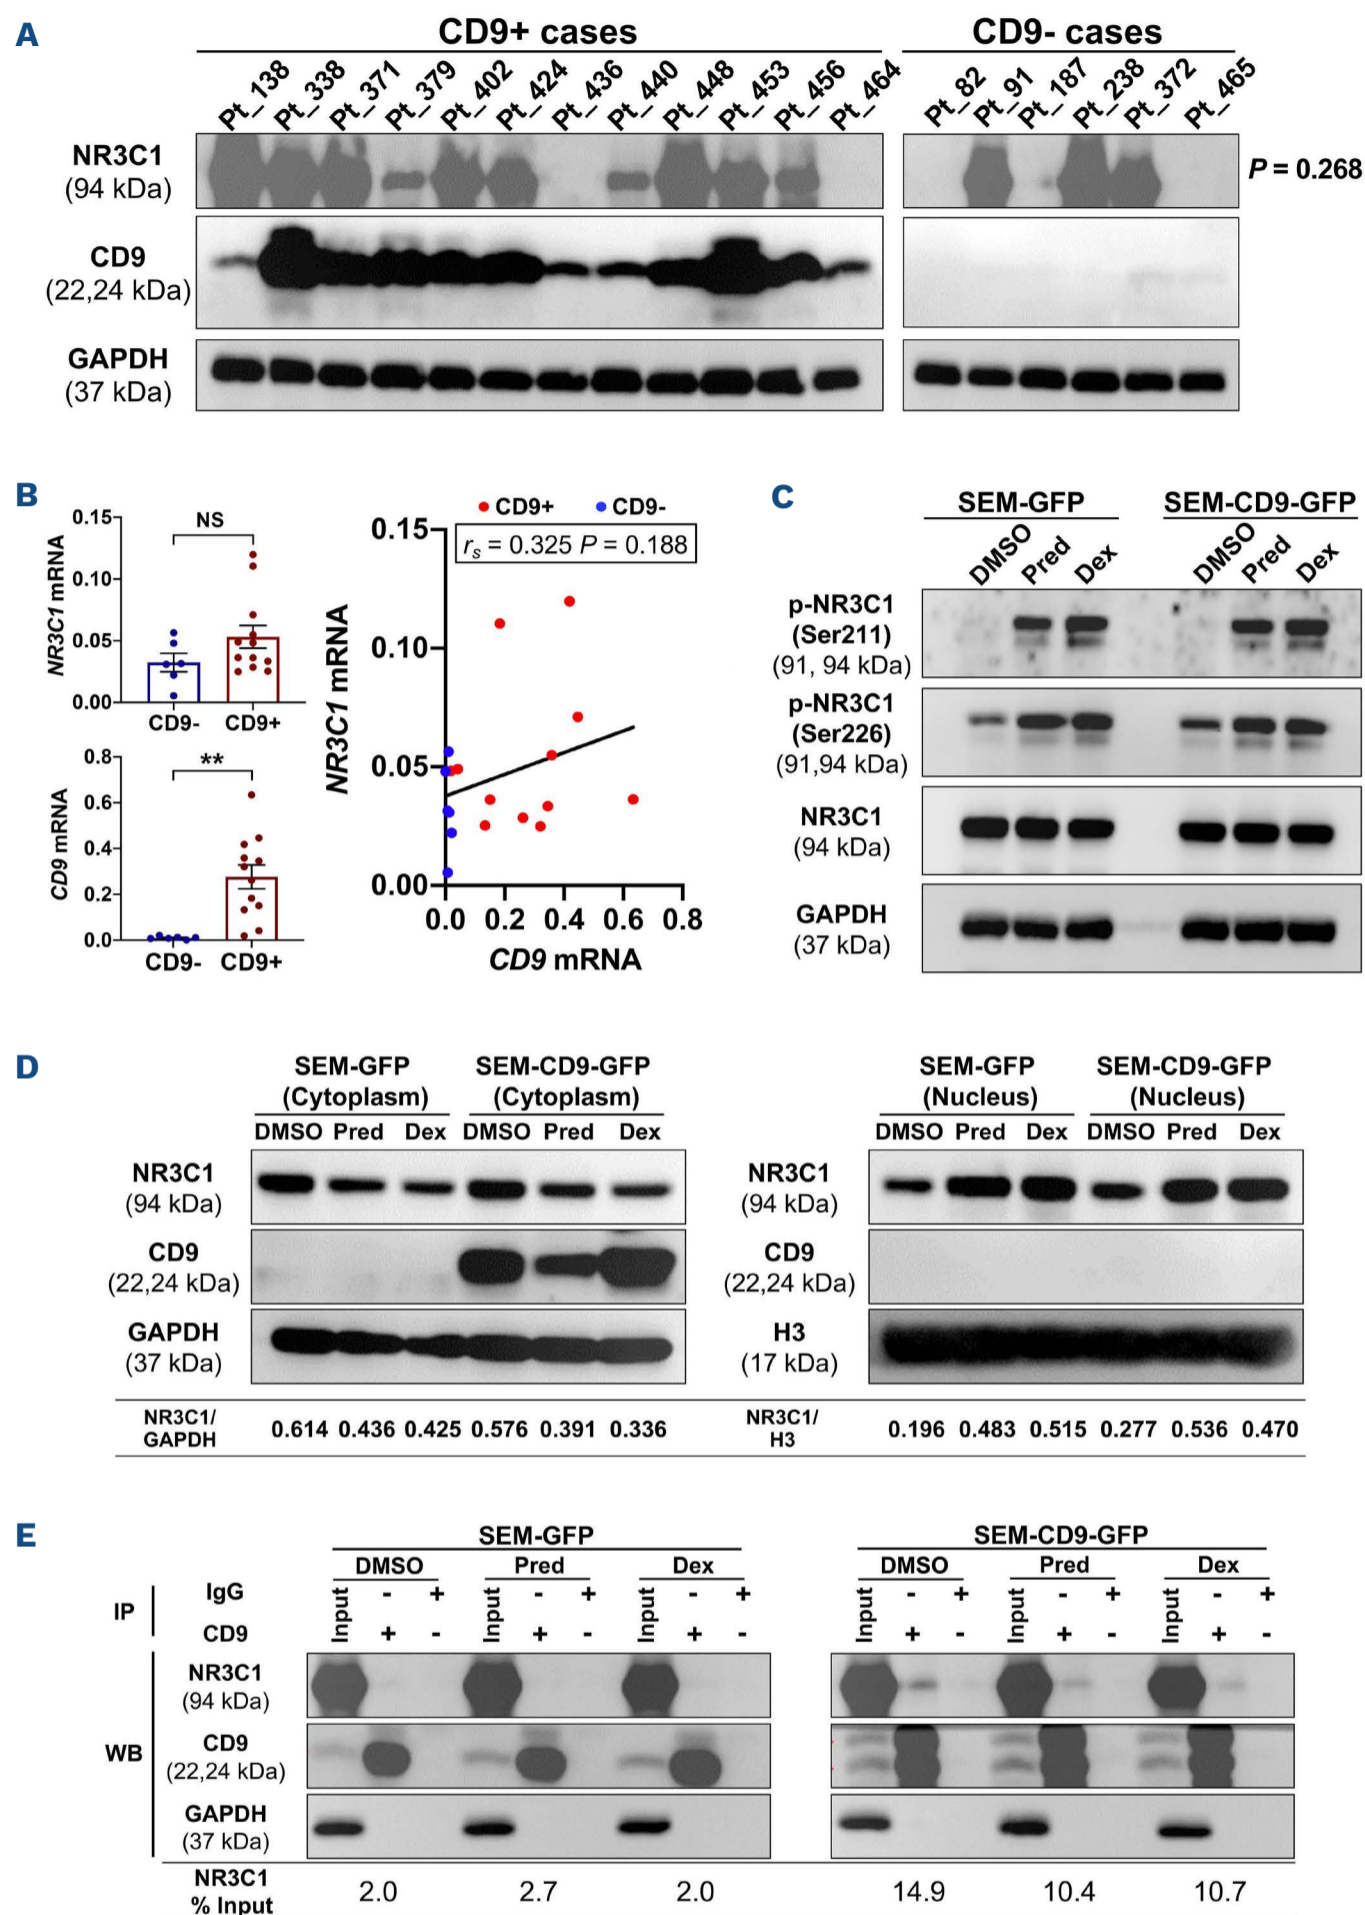 A
CD9+ cases
CD9- cases
Pt_138 Pt_338 Pt_371 Pt_379 Pt_402 Pt_424 Pt_436 Pt_440 Pt_448 Pt_453 Pt_456 Pt_464
Pt_82 Pt_91 Pt_187 Pt_238 Pt_372 Pt_465
NR3C1
(94 kDa)
P = 0.268
CD9
(22,24 kDa)
GAPDH
(37 kDa)
B
NR3C1 mRNA
0.15
0.10
0.05
0.00
NS
CD9- CD9+
CD9 mRNA
0.8
0.6
0.4
0.2
0.0
**
CD9- CD9+
CD9+ CD9-
rs = 0.325 P = 0.188
NR3C1 mRNA
0.15
0.10
0.05
0.00
0.0 0.2 0.4 0.6 0.8
CD9 mRNA
C
SEM-GFP SEM-CD9-GFP
DMSO Pred Dex DMSO Pred Dex
p-NR3C1
(Ser211)
(91, 94 kDa)
p-NR3C1
(Ser226)
(91,94 kDa)
NR3C1
(94 kDa)
GAPDH
(37 kDa)
D
SEM-GFP
(Cytoplasm)
SEM-CD9-GFP
(Cytoplasm)
DMSO Pred Dex DMSO Pred Dex
NR3C1
(94 kDa)
CD9
(22,24 kDa)
GAPDH
(37 kDa)
NR3C1/
GAPDH
0.614 0.436 0.425 0.576 0.391 0.336
SEM-GFP
(Nucleus)
SEM-CD9-GFP
(Nucleus)
DMSO Pred Dex DMSO Pred Dex
NR3C1
(94 kDa)
CD9
(22,24 kDa)
H3
(17 kDa)
NR3C1/
H3
0.196 0.483 0.515 0.277 0.536 0.470
E
SEM-GFP SEM-CD9-GFP
DMSO Pred Dex DMSO Pred Dex
IP
IgG - + - + - + - + - + - +
Input Input Input Input Input Input
CD9 + - + - + - + - + - + -
WB
NR3C1
(94 kDa)
CD9
(22,24 kDa)
GAPDH
(37 kDa)
NR3C1
% Input
2.0 2.7 2.0 14.9 10.4 10.7